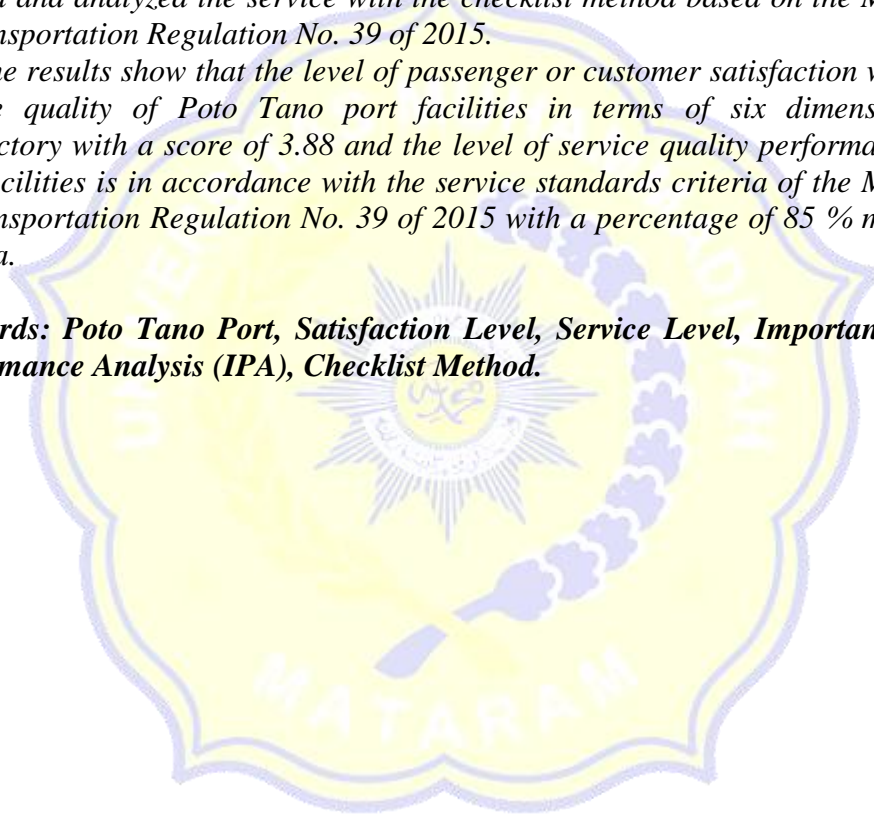 and analyzed the service with the checklist method based on the
nsportation Regulation No. 39 of 2015.
results show that the level of passenger or customer satisfaction
quality of Poto Tano port facilities in terms of six
ctory with a score of 3.88 and the level of service quality
cilities is in accordance with the service standards criteria of the
nsportation Regulation No. 39 of 2015 with a percentage of 85 %
a.
rds: Poto Tano Port, Satisfaction Level, Service Level, Importan
mance Analysis (IPA), Checklist Method.
MATARAM